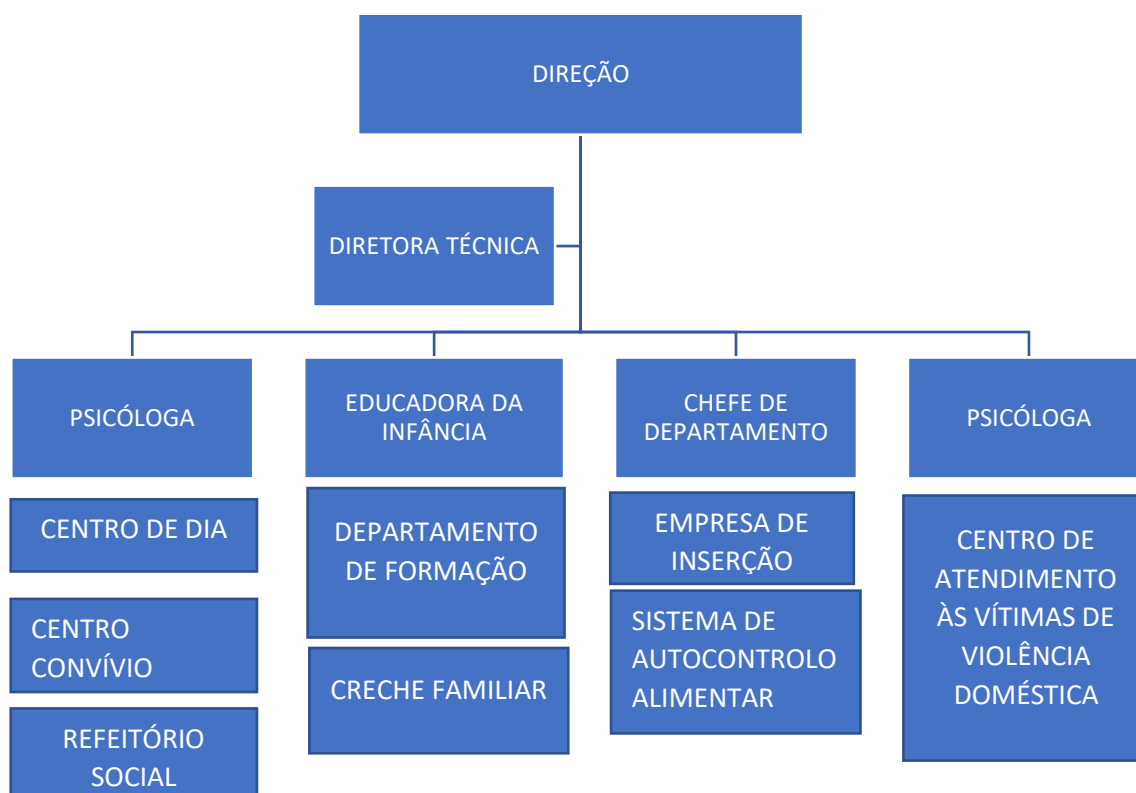 DIREÇÃO
DIRETORA TÉCNICA
PSICÓLOGA
CENTRO DE DIA
CENTRO
CONVÍVIO
REFEITÓRIO
SOCIAL
EDUCADORA DA
INFÂNCIA
DEPARTAMENTO
DE FORMAÇÃO
CRECHE FAMILIAR
CHEFE DE
DEPARTAMENTO
EMPRESA DE
INSERÇÃO
SISTEMA DE
AUTOCONTROLO
ALIMENTAR
PSICÓLOGA
CENTRO DE
ATENDIMENTO
ÀS VÍTIMAS DE
VIOLÊNCIA
DOMÉSTICA